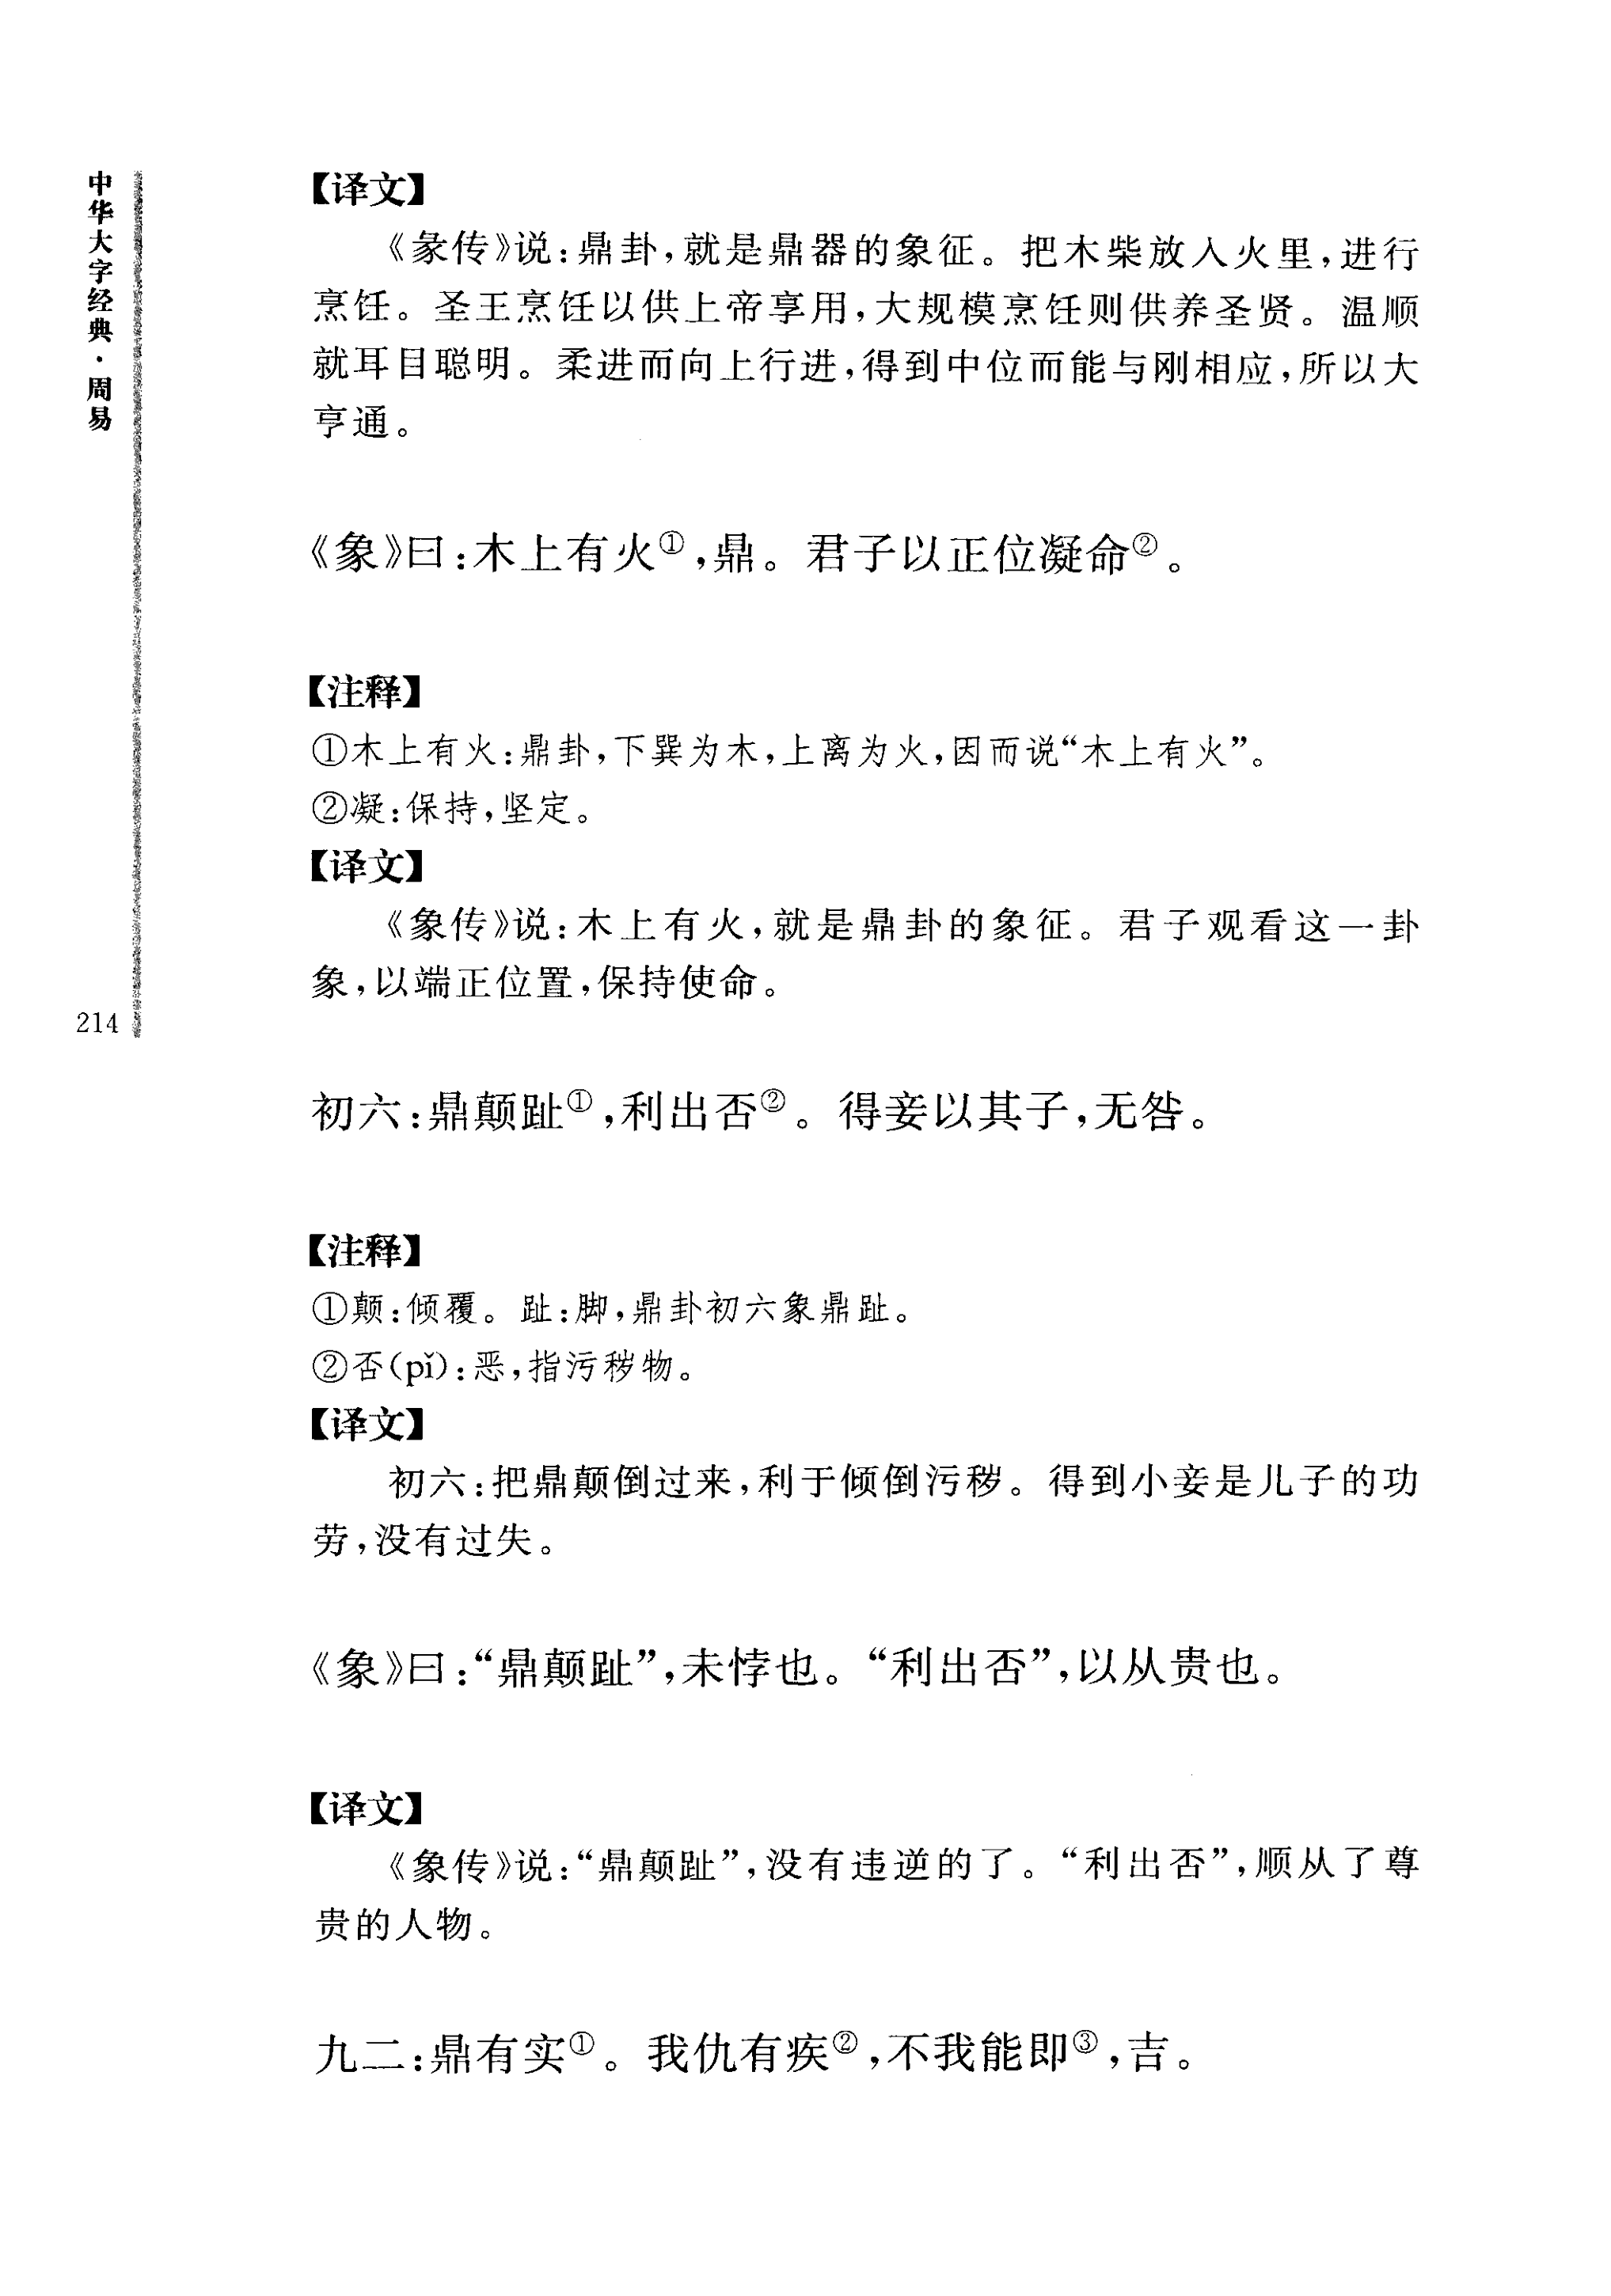 中华大字经典·周易
214
【译文】
《彖传》说:鼎卦,就是鼎器的象征。把木柴放入火里,进行
烹饪。圣王烹饪以供上帝享用,大规模烹饪则供养圣贤。温顺
就耳目聪明。柔进而向上行进,得到中位而能与刚相应,所以大
亨通。
《象》曰:木上有火①,鼎。君子以正位凝命②。
【注释】
①木上有火:鼎卦,下巽为木,上离为火,因而说“木上有火”。
②凝:保持,坚定。
【译文】
《象传》说:木上有火,就是鼎卦的象征。君子观看这一卦
象,以端正位置,保持使命。
初六:鼎颠趾①,利出否②。得妾以其子,无咎。
【注释】
①颠:倾覆。趾:脚,鼎卦初六象鼎趾。
②否(pǐ):恶,指污秽物。
【译文】
初六:把鼎颠倒过来,利于倾倒污秽。得到小妾是儿子的功
劳,没有过失。
《象》曰:“鼎颠趾”,未悖也。“利出否”,以从贵也。
【译文】
《象传》说:“鼎颠趾”,没有违逆的了。“利出否”,顺从了尊
贵的人物。
九二:鼎有实①。我仇有疾②,不我能即③,吉。